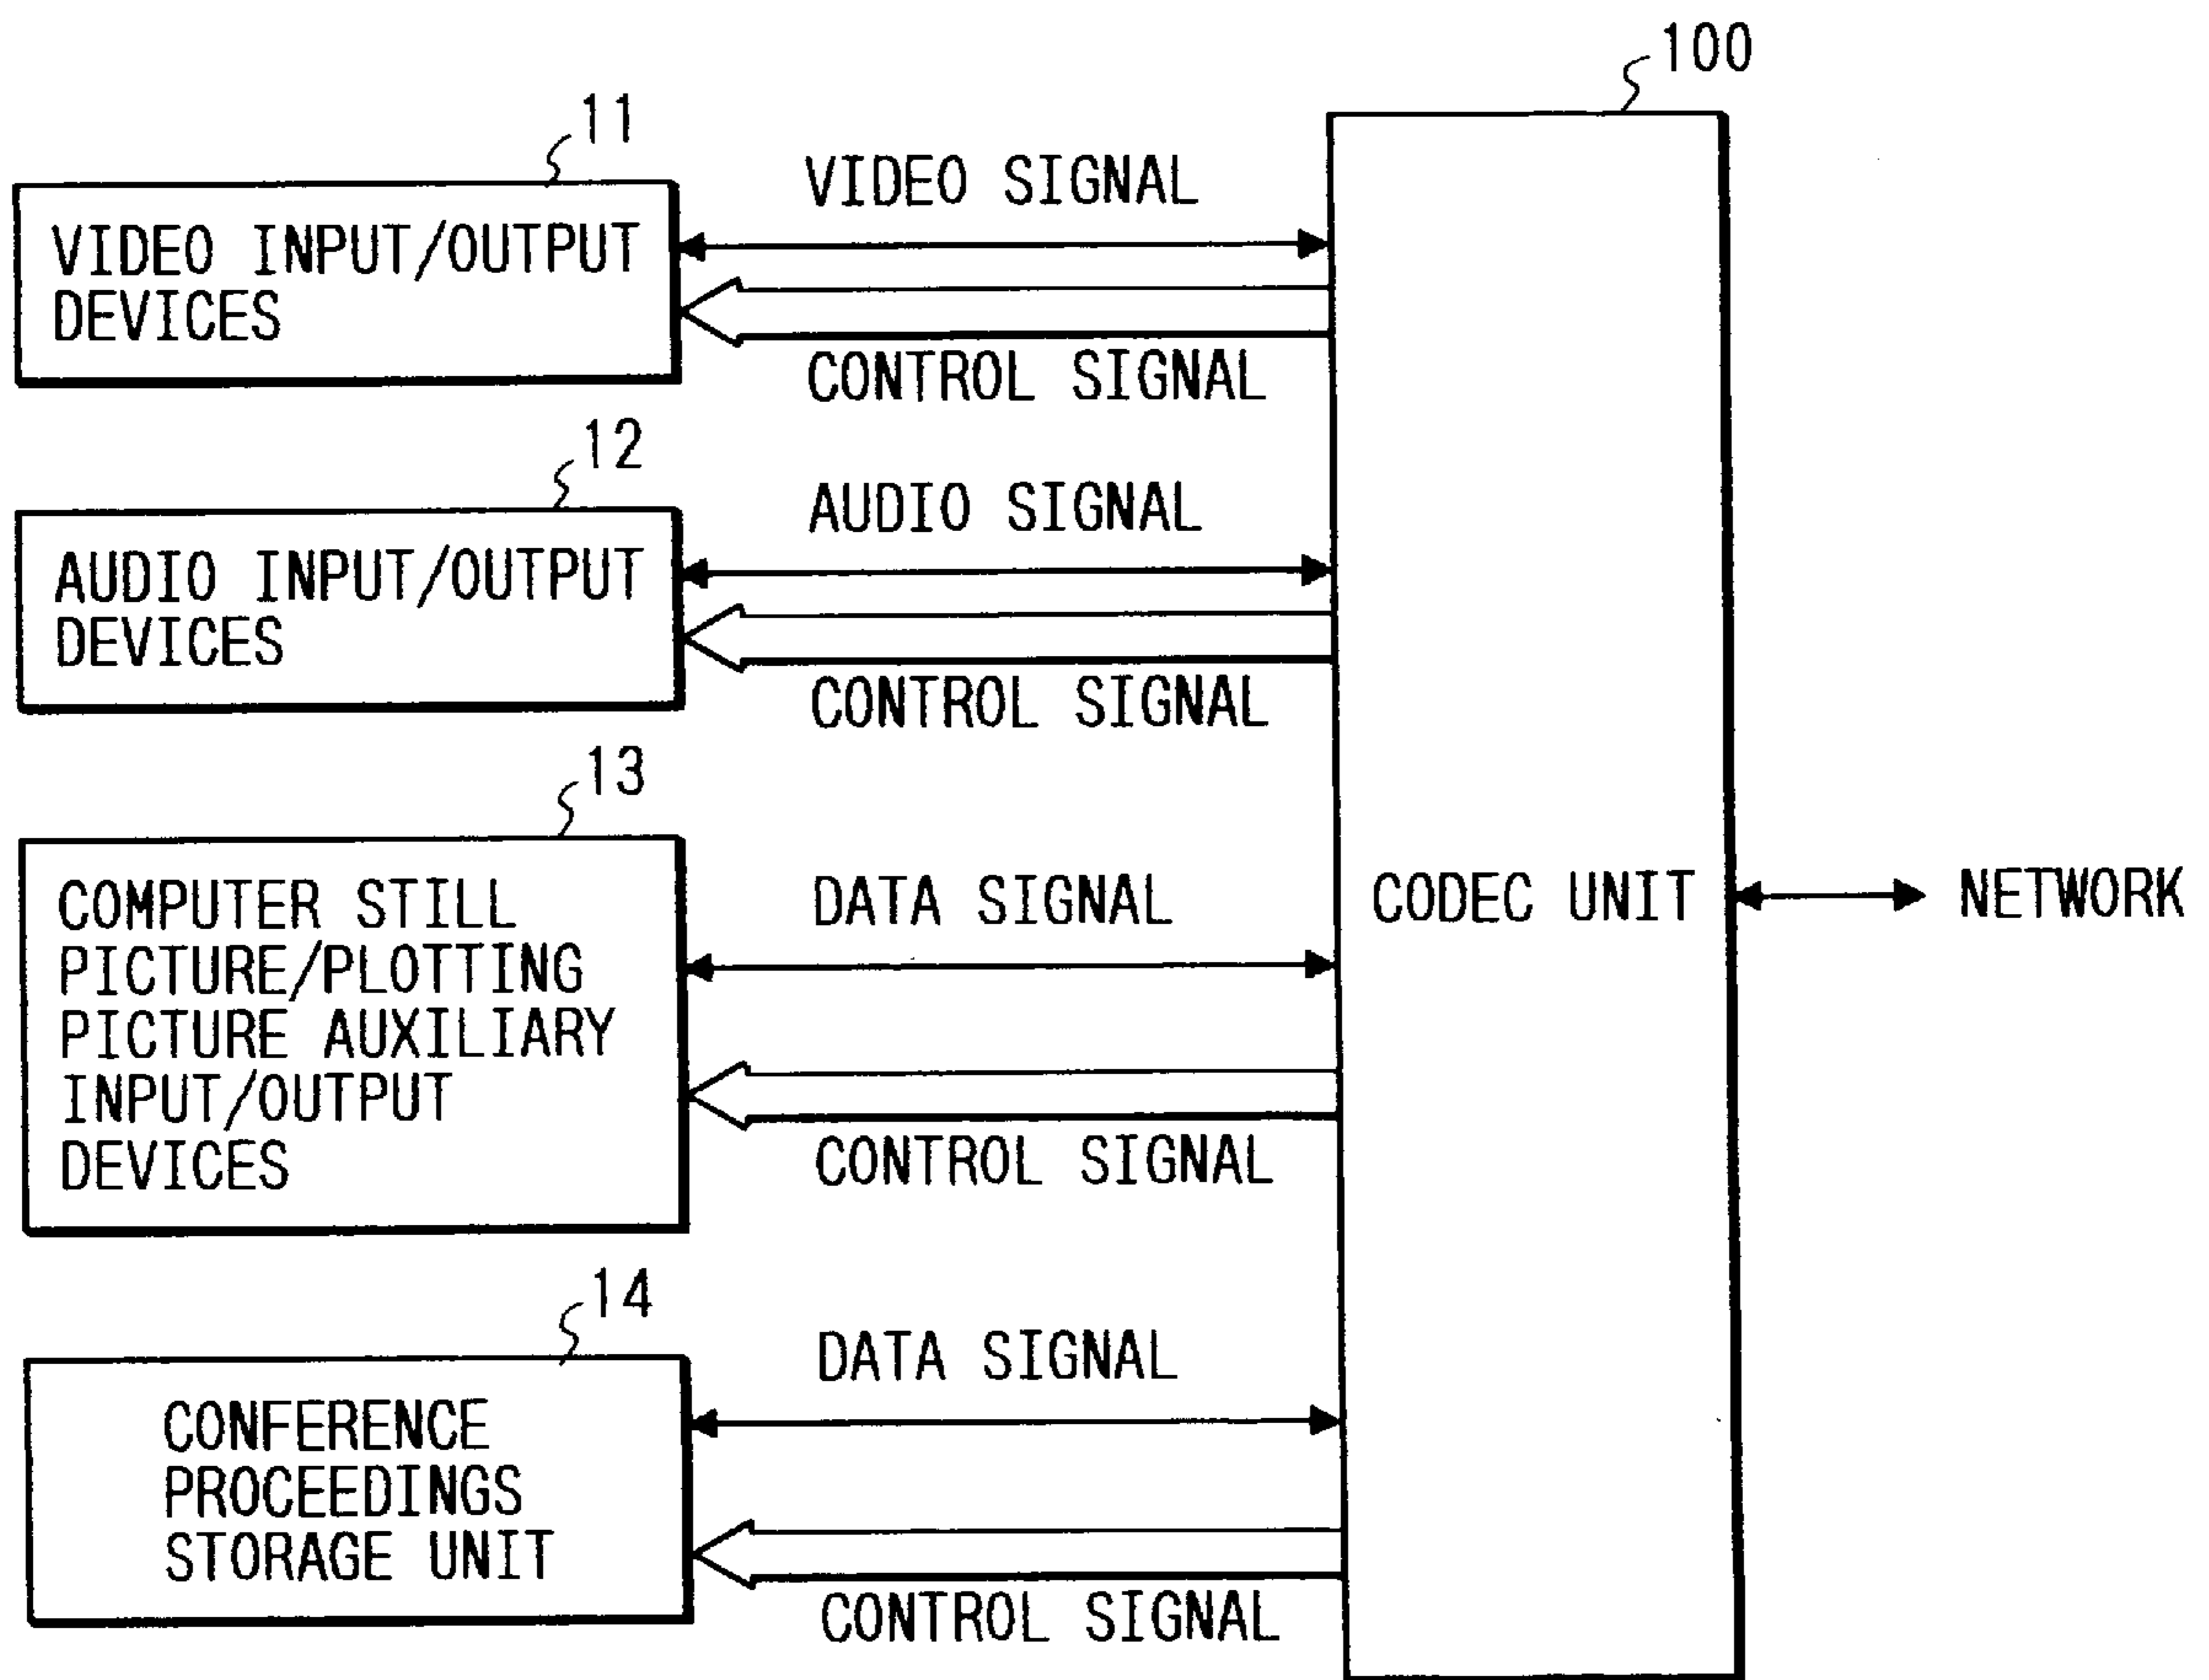 100
11
VIDEO SIGNAL
VIDEO INPUT/OUTPUT
DEVICES
CONTROL SIGNAL
12
AUDIO SIGNAL
AUDIO INPUT/OUTPUT
DEVICES
CONTROL SIGNAL
13
COMPUTER STILL
PICTURE/PLOTTING
PICTURE AUXILIARY
INPUT/OUTPUT
DEVICES
DATA SIGNAL
CONTROL SIGNAL
CODEC UNIT
NETWORK
14
DATA SIGNAL
CONFERENCE
PROCEEDINGS
STORAGE UNIT
CONTROL SIGNAL